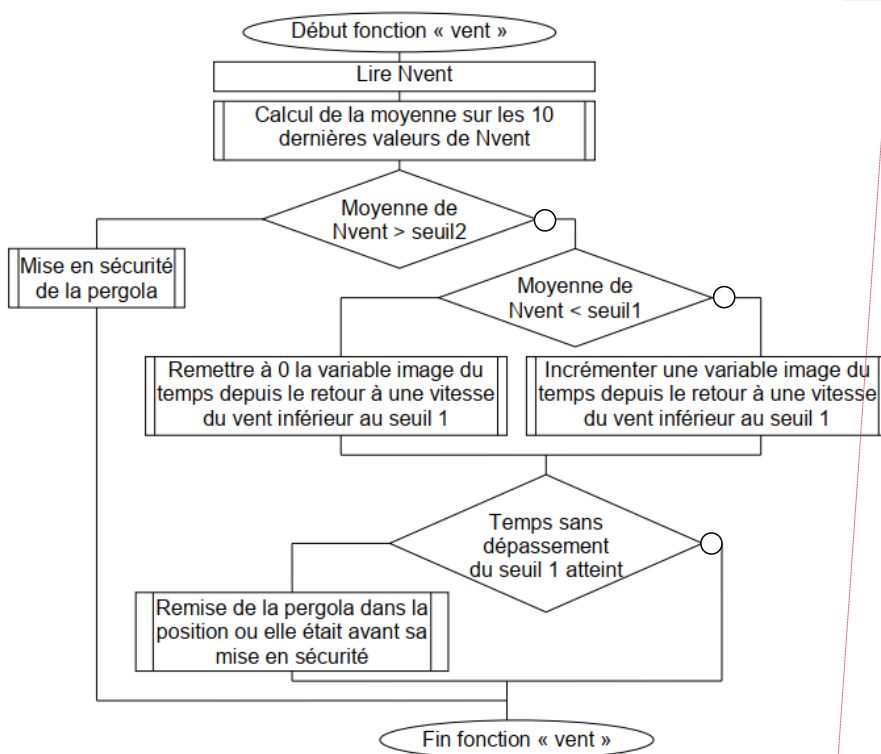 Début fonction « vent »
Lire Nvent
Calcul de la moyenne sur les 10
dernières valeurs de Nvent
Moyenne de
Nvent > seuil2
Mise en sécurité
de la pergola
Moyenne de
Nvent < seuil1
Remettre à 0 la variable image du
temps depuis le retour à une vitesse
du vent inférieur au seuil 1
Incrémenter une variable image du
temps depuis le retour à une vitesse
du vent inférieur au seuil 1
Temps sans
dépassement
du seuil 1 atteint
Remise de la pergola dans la
position ou elle était avant sa
mise en sécurité
Fin fonction « vent »